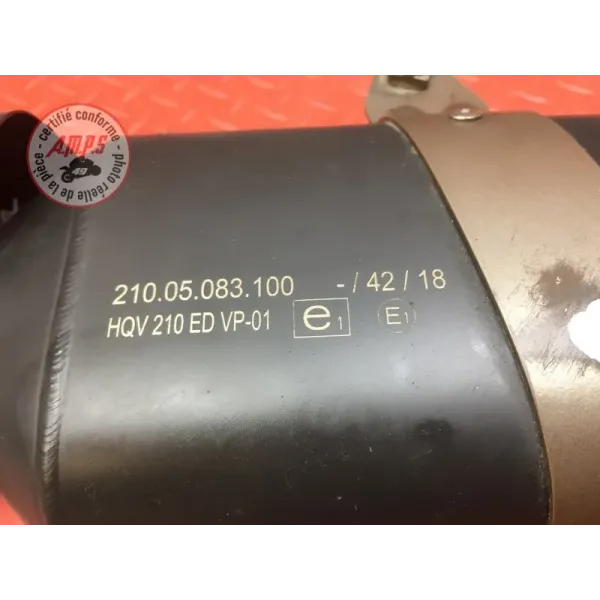 certifié conforme
A.M.P.S
49
photo réelle de la pièce
210.05.083.100 - / 42 / 18
HQV 210 ED VP-01 e1 E1